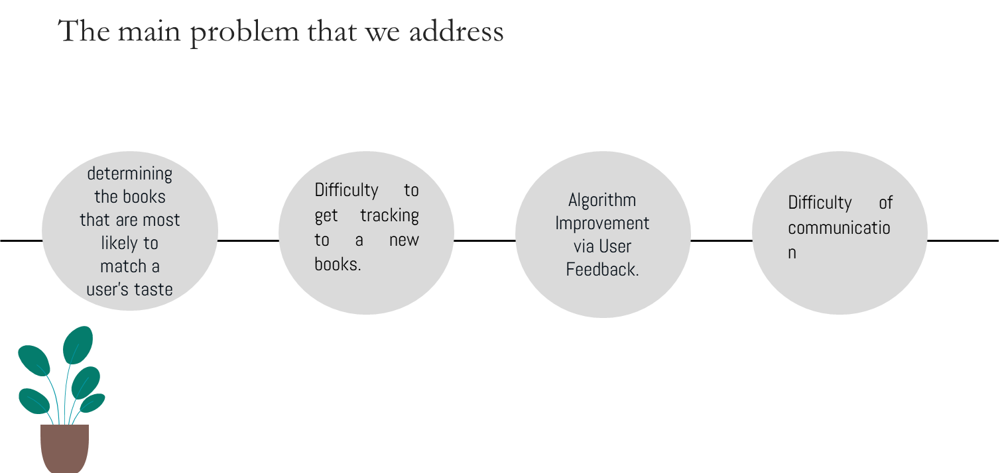 The main problem that we address
determining
the books
that are most
likely to
match a
user's taste
Difficulty to
get tracking
to a new
books.
Algorithm
Improvement
via User
Feedback.
Difficulty of
communicatio
n